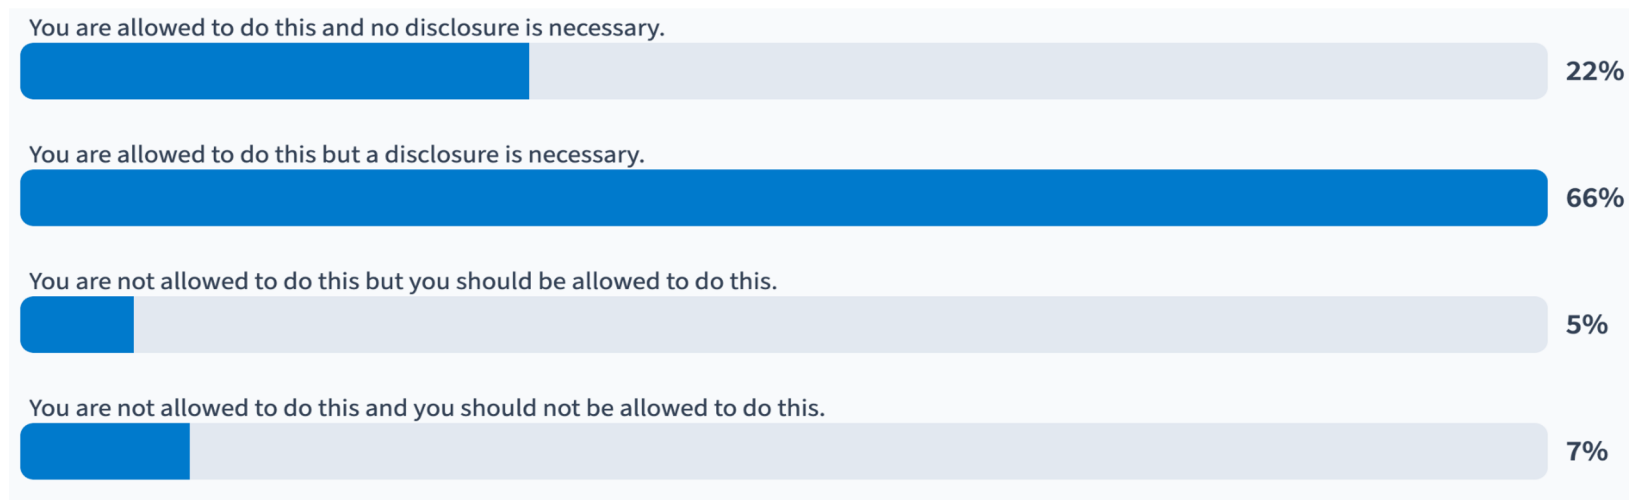 You are allowed to do this and no disclosure is necessary.
22%
You are allowed to do this but a disclosure is necessary.
66%
You are not allowed to do this but you should be allowed to do this.
5%
You are not allowed to do this and you should not be allowed to do this.
7%